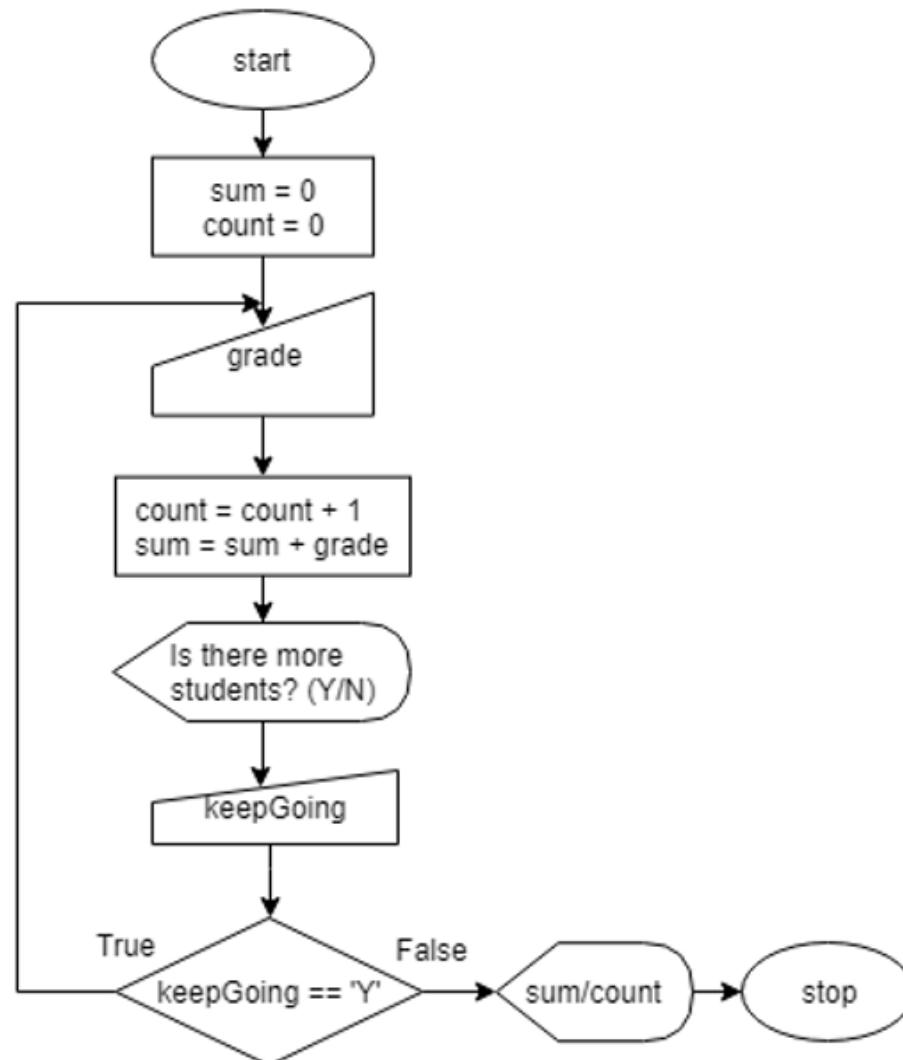 start
sum = 0
count = 0
grade
count = count + 1
sum = sum + grade
Is there more
students? (Y/N)
keepGoing
True
False
keepGoing == 'Y'
sum/count
stop